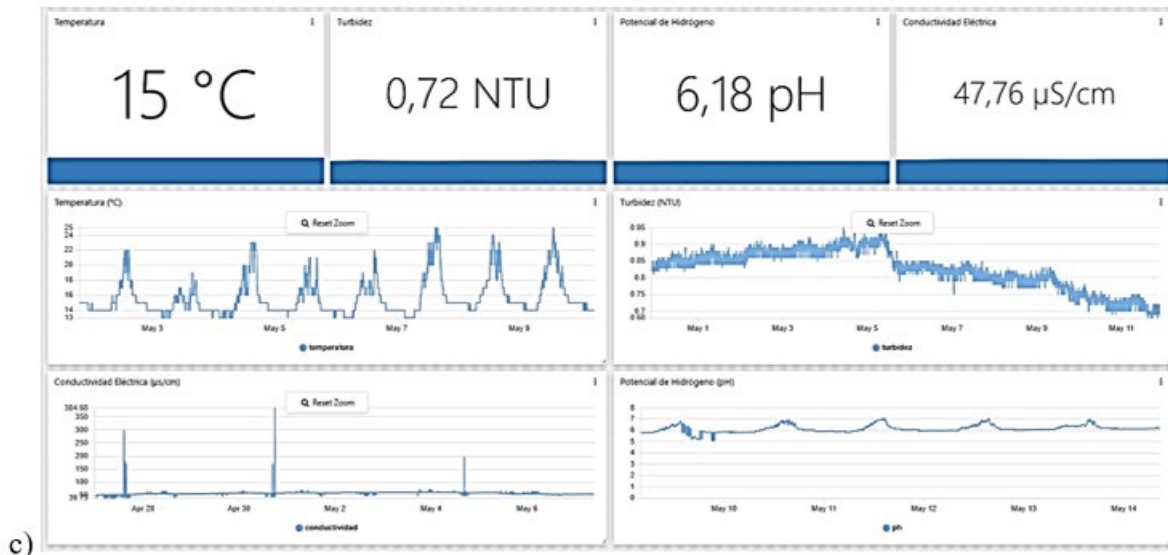 Temperatura
15 °C
Turbidez
0,72 NTU
Potencial de Hidrógeno
6,18 pH
Conductividad Eléctrica
47,76 µS/cm
Temperatura (°C)
Reset Zoom
25
24
22
20
18
16
14
13
May 3 May 5 May 7 May 9
temperatura
Turbidez (NTU)
Reset Zoom
0.95
0.9
0.85
0.8
0.75
0.7
0.68
May 1 May 3 May 5 May 7 May 9 May 11
turbidez
Conductividad Eléctrica (µs/cm)
Reset Zoom
384.68
350
300
250
200
150
100
Apr 28 Apr 30 May 2 May 4 May 6
conductividad
Potencial de Hidrógeno (pH)
8
7
6
5
4
3
2
1
0
May 10 May 11 May 12 May 13 May 14
ph
c)